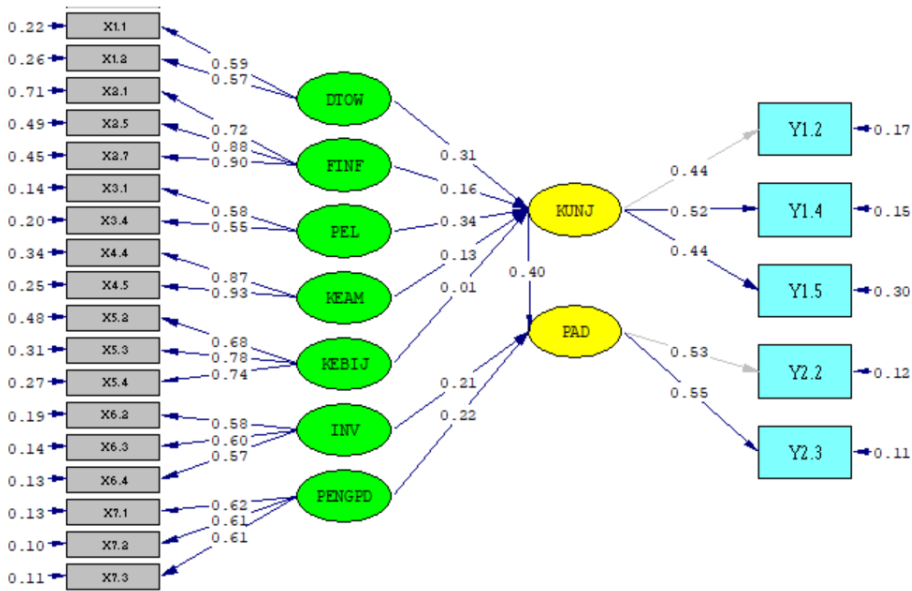 0.22 X1.1
0.26 X1.2
0.71 X2.1
0.49 X2.5
0.45 X2.7
0.14 X3.1
0.20 X3.4
0.34 X4.4
0.25 X4.5
0.48 X5.2
0.31 X5.3
0.27 X5.4
0.19 X6.2
0.14 X6.3
0.13 X6.4
0.13 X7.1
0.10 X7.2
0.11 X7.3
0.59
0.57
0.72
0.88
0.90
0.58
0.55
0.87
0.93
0.68
0.78
0.74
0.58
0.60
0.57
0.62
0.61
0.61
DTOW
FINF
PEL
KEAM
KEBIJ
INV
PENGPD
0.31
0.16
0.34
0.13
0.01
0.21
0.22
KUNJ
0.40
PAD
0.44
0.52
0.44
0.53
0.55
Y1.2 0.17
Y1.4 0.15
Y1.5 0.30
Y2.2 0.12
Y2.3 0.11